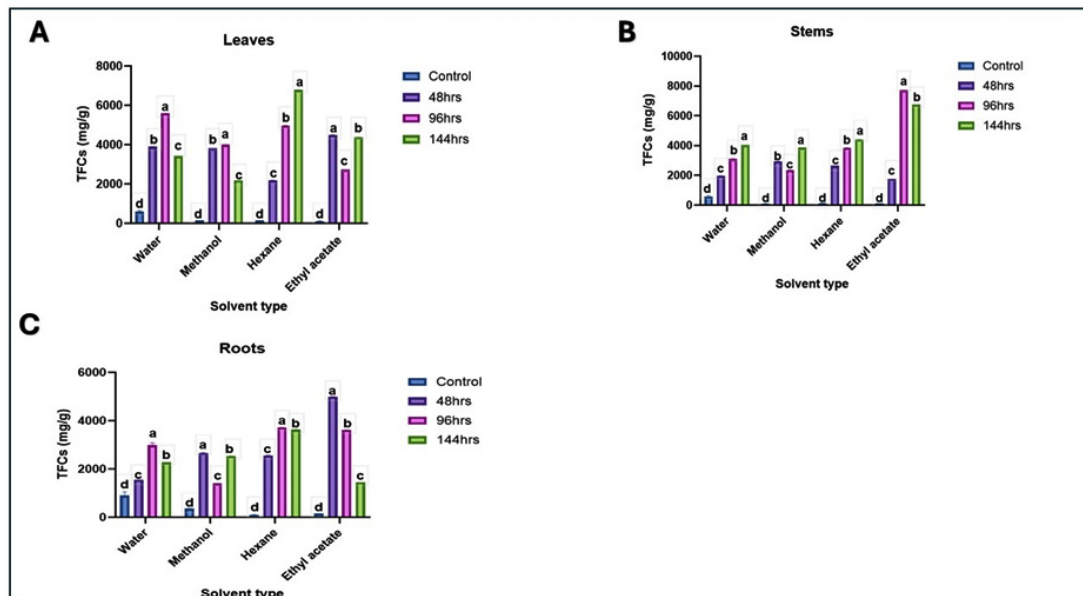 A
Leaves
TFCs (mg/g)
8000
6000
4000
2000
0
d b a c
d b a c
d c b a
d a c b
Water
Methanol
Hexane
Ethyl acetate
Solvent type
Control
48hrs
96hrs
144hrs
B
Stems
TFCs (mg/g)
10000
8000
6000
4000
2000
0
d c b a
d b c a
d c b a
d c a b
Water
Methanol
Hexane
Ethyl acetate
Solvent type
Control
48hrs
96hrs
144hrs
C
Roots
TFCs (mg/g)
6000
4000
2000
0
d c a b
d a c b
d c a b
d a b c
Water
Methanol
Hexane
Ethyl acetate
Solvent type
Control
48hrs
96hrs
144hrs